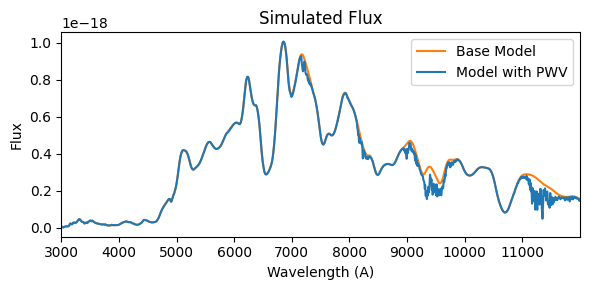 Simulated Flux
1e−18
Base Model
Model with PWV
Flux
1.0
0.8
0.6
0.4
0.2
0.0
3000 4000 5000 6000 7000 8000 9000 10000 11000
Wavelength (A)